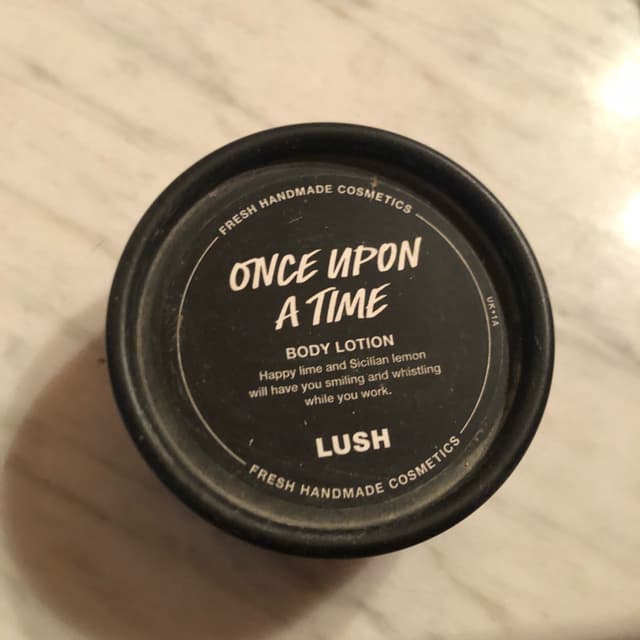 FRESH HANDMADE COSMETICS
ONCE UPON
A TIME
BODY LOTION
Happy lime and Sicilian lemon
will have you smiling and whistling
while you work.
LUSH
FRESH HANDMADE COSMETICS
UK+1A